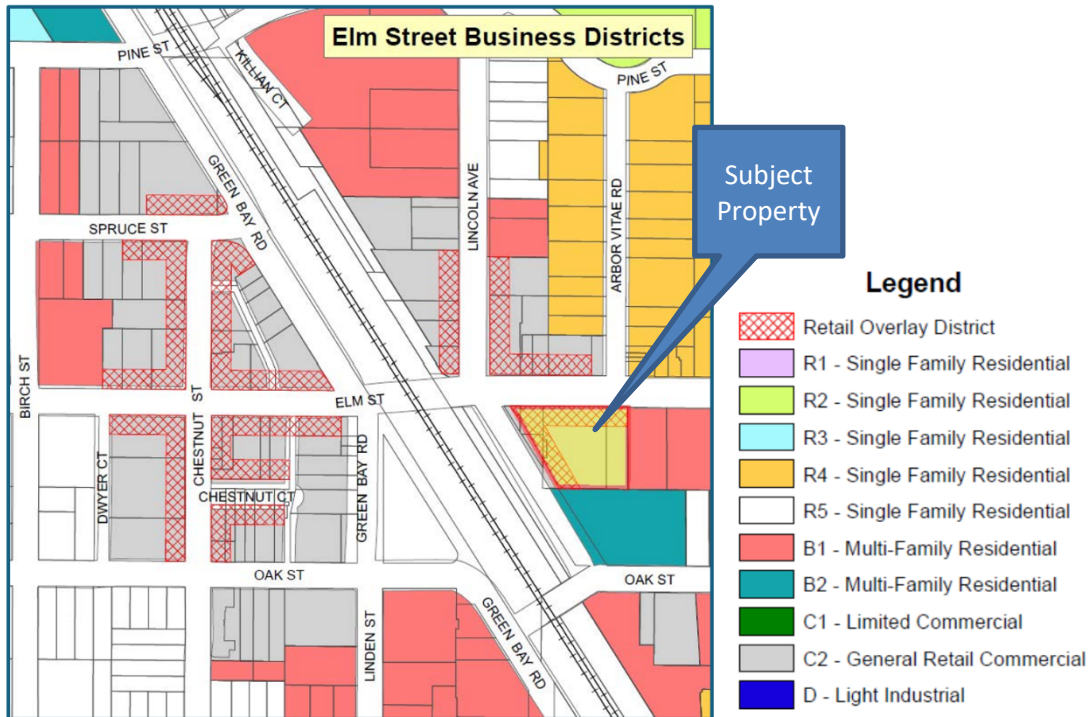 Elm Street Business Districts
PINE ST
KILLIAN CT
PINE ST
GREEN BAY RD
LINCOLN AVE
ARBOR VITAE RD
Subject
Property
SPRUCE ST
BIRCH ST
CHESTNUT ST
ELM ST
DWYER CT
CHESTNUT CT
GREEN BAY RD
OAK ST
OAK ST
LINDEN ST
GREEN BAY RD
Legend
Retail Overlay District
R1 - Single Family Residential
R2 - Single Family Residential
R3 - Single Family Residential
R4 - Single Family Residential
R5 - Single Family Residential
B1 - Multi-Family Residential
B2 - Multi-Family Residential
C1 - Limited Commercial
C2 - General Retail Commercial
D - Light Industrial